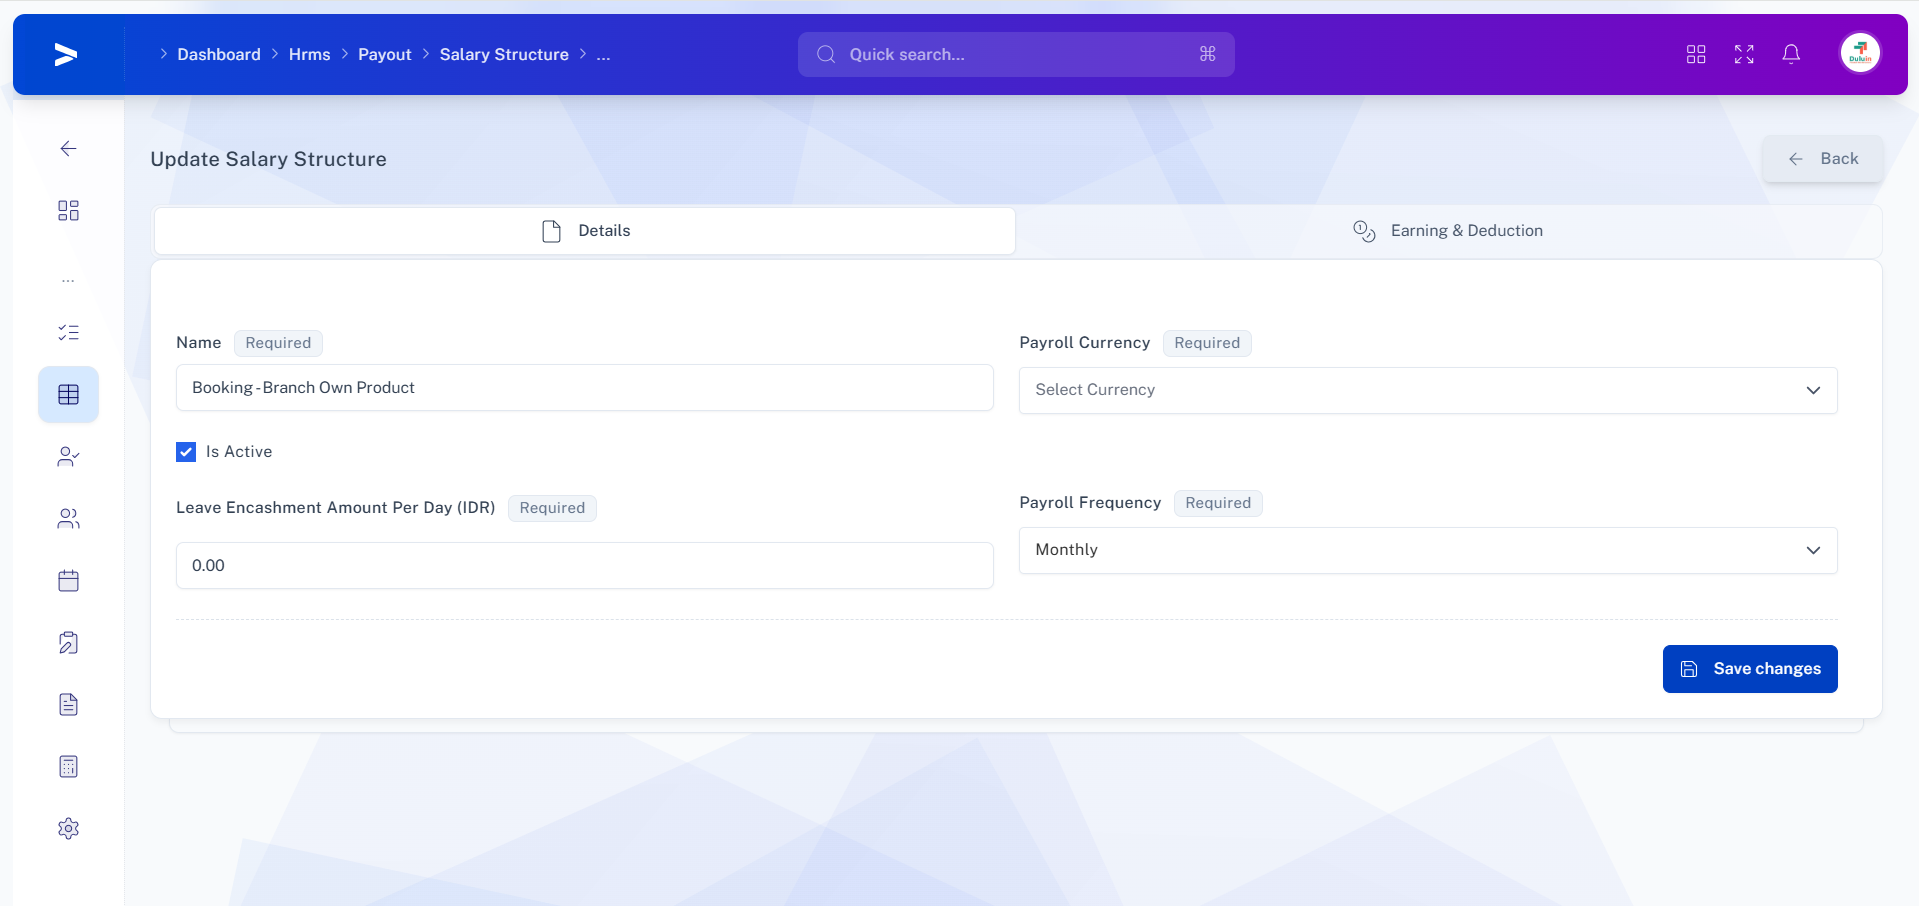 Dashboard Hrms Payout Salary Structure ...
Quick search... ⌘
Duluin
Update Salary Structure
Back
...
Details
Earning & Deduction
Name Required
Payroll Currency Required
Booking - Branch Own Product
Select Currency
Is Active
Leave Encashment Amount Per Day (IDR) Required
Payroll Frequency Required
0.00
Monthly
Save changes